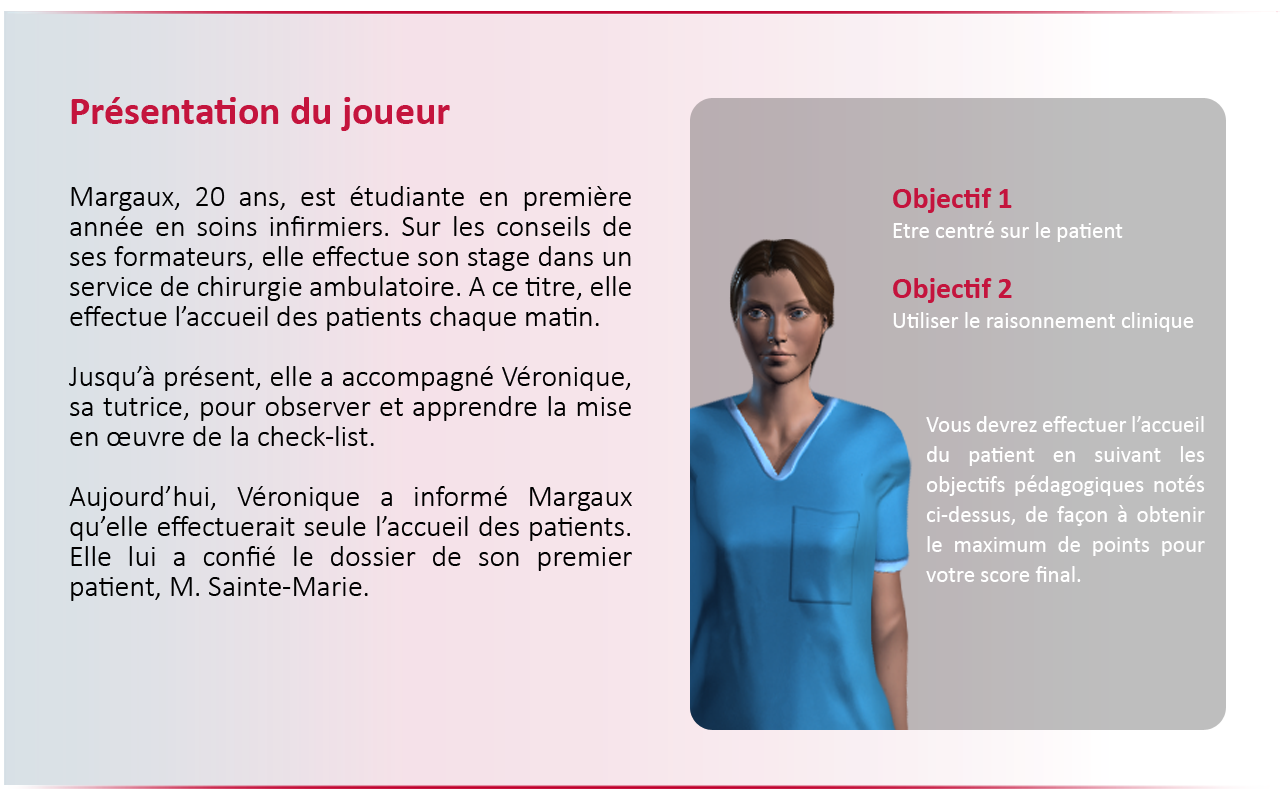 Présentation du joueur
Margaux, 20 ans, est étudiante en première
année en soins infirmiers. Sur les conseils de
ses formateurs, elle effectue son stage dans un
service de chirurgie ambulatoire. A ce titre, elle
effectue l’accueil des patients chaque matin.
Jusqu’à présent, elle a accompagné Véronique,
sa tutrice, pour observer et apprendre la mise
en œuvre de la check-list.
Aujourd’hui, Véronique a informé Margaux
qu’elle effectuerait seule l’accueil des patients.
Elle lui a confié le dossier de son premier
patient, M. Sainte-Marie.
Objectif 1
Etre centré sur le patient
Objectif 2
Utiliser le raisonnement clinique
Vous devrez effectuer l’accueil
du patient en suivant les
objectifs pédagogiques notés
ci-dessus, de façon à obtenir
le maximum de points pour
votre score final.